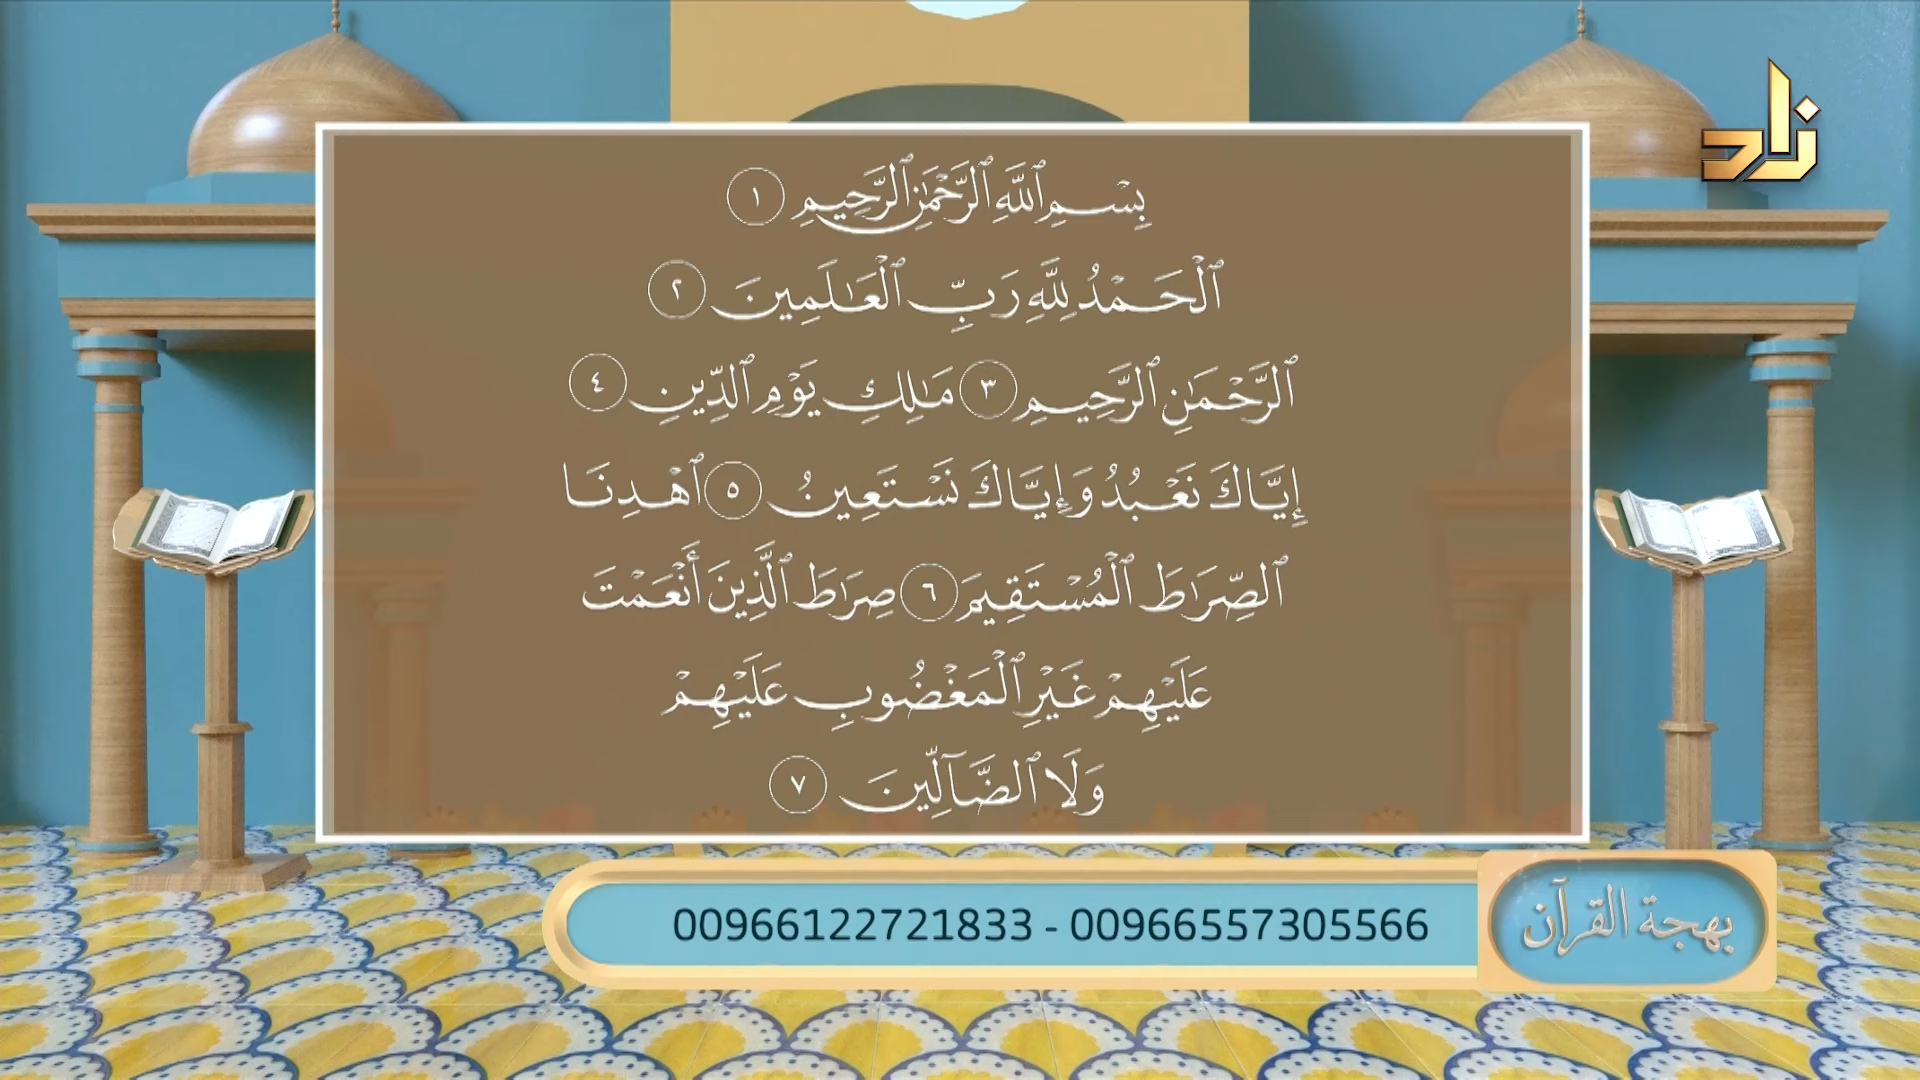 زاد
بِسْمِ ٱللَّهِ ٱلرَّحْمَٰنِ ٱلرَّحِيمِ ١
ٱلْحَمْدُ لِلَّهِ رَبِّ ٱلْعَـٰلَمِينَ ٢
ٱلرَّحْمَـٰنِ ٱلرَّحِيمِ ٣ مَـٰلِكِ يَوْمِ ٱلدِّينِ ٤
إِيَّاكَ نَعْبُدُ وَإِيَّاكَ نَسْتَعِينُ ٥ ٱهْدِنَا
ٱلصِّرَٰطَ ٱلْمُسْتَقِيمَ ٦ صِرَٰطَ ٱلَّذِينَ أَنْعَمْتَ
عَلَيْهِمْ غَيْرِ ٱلْمَغْضُوبِ عَلَيْهِمْ
وَلَا ٱلضَّآلِّينَ ٧
00966122721833 - 00966557305566
بهجة القرآن